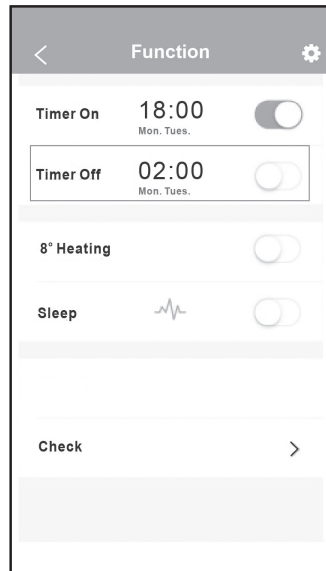 Function
Timer On 18:00
Mon. Tues.
Timer Off 02:00
Mon. Tues.
8° Heating
Sleep
Check